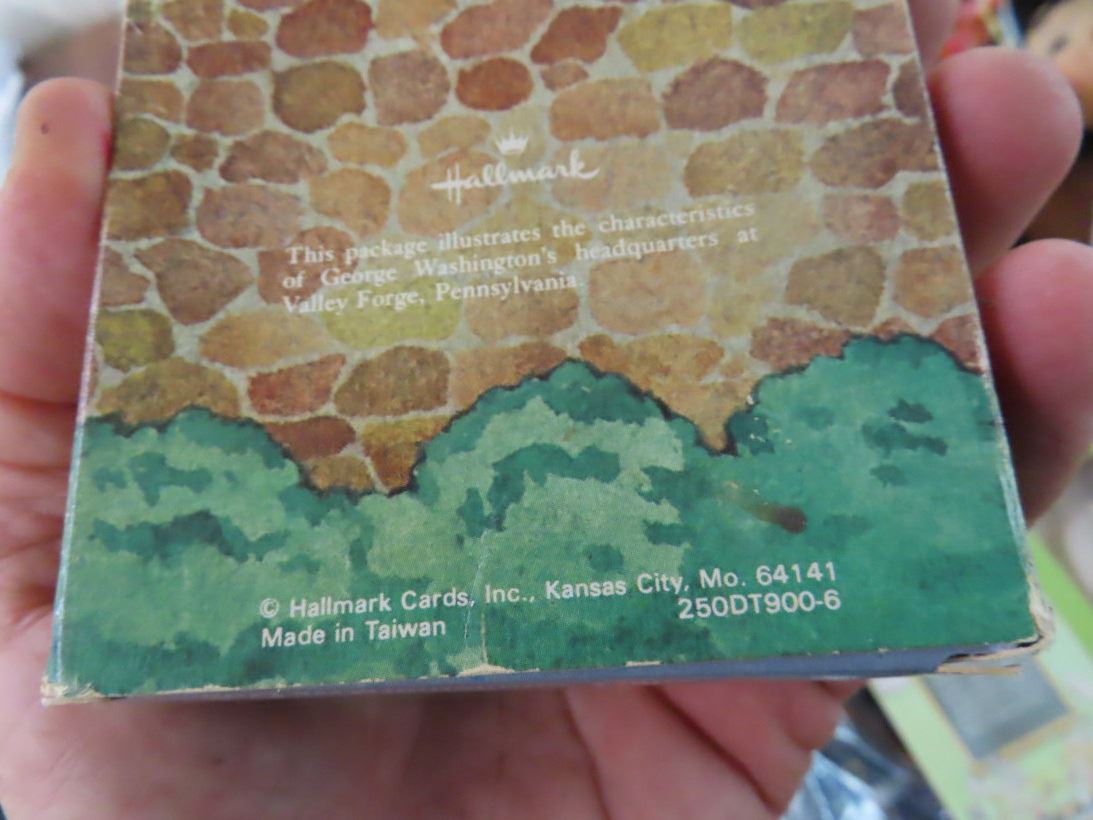 Hallmark
This package illustrates the characteristics
of George Washington's headquarters at
Valley Forge, Pennsylvania.
© Hallmark Cards, Inc., Kansas City, Mo. 64141
250DT900-6
Made in Taiwan